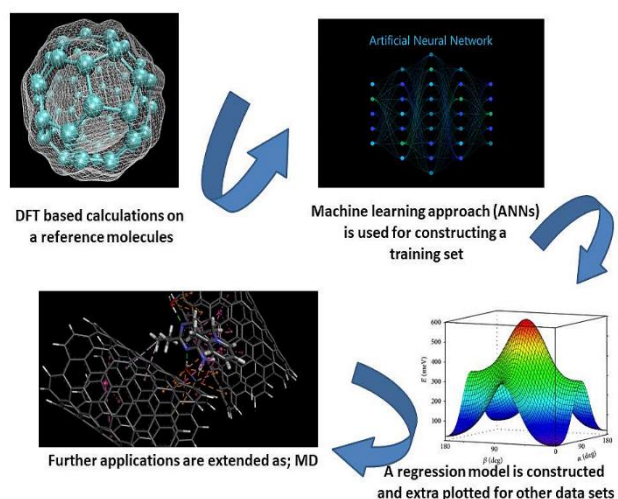 Artificial Neural Network
DFT based calculations on
a reference molecules
Machine learning approach (ANNs)
is used for constructing a
training set
E (meV)
600
500
400
300
200
100
180
90
0
β (deg)
0
90
180
α (deg)
A regression model is constructed
and extra plotted for other data sets
Further applications are extended as; MD